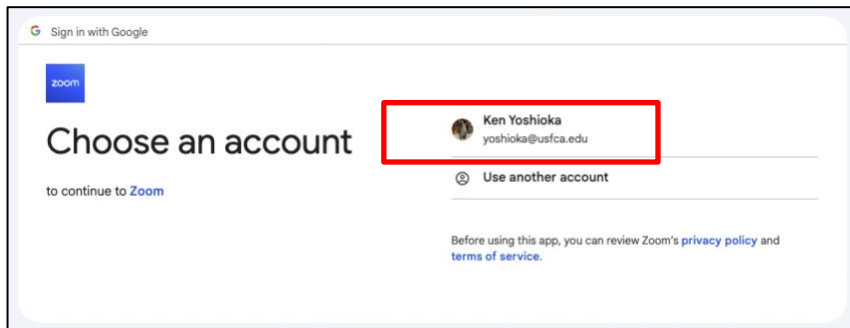 Sign in with Google
zoom
Choose an account
to continue to Zoom
Ken Yoshioka
yoshioka@usfca.edu
Use another account
Before using this app, you can review Zoom's privacy policy and
terms of service.